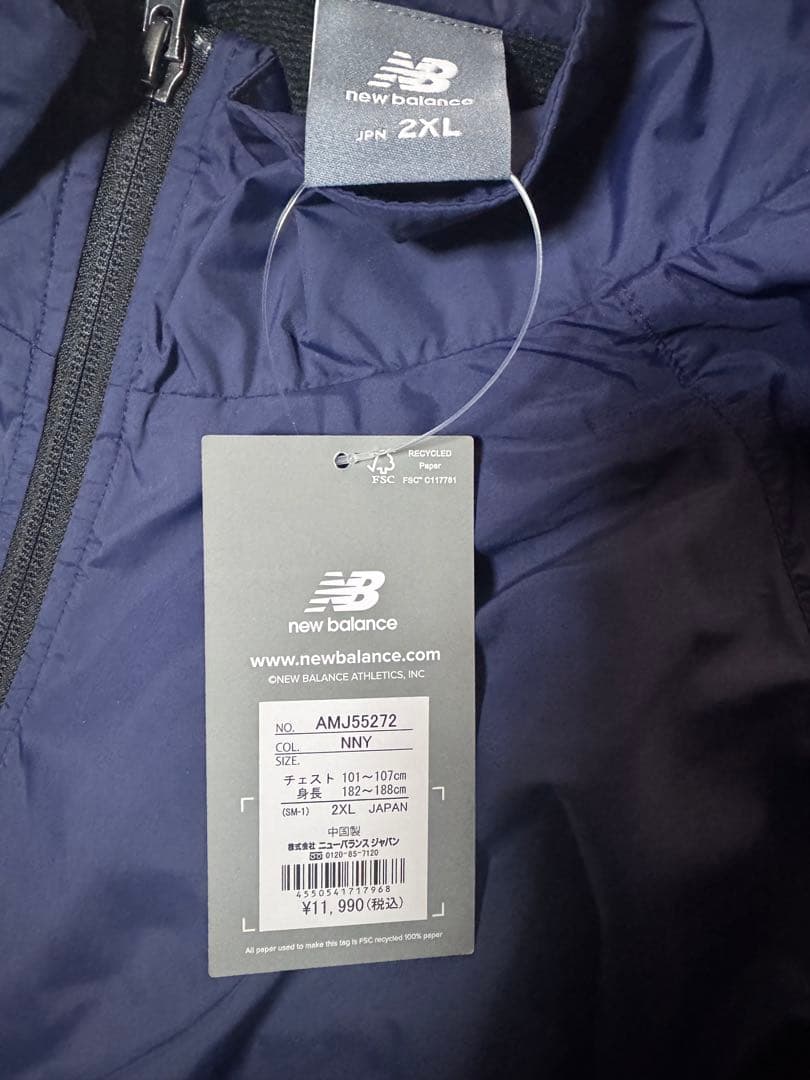 NB
new balance
JPN 2XL
FSC
RECYCLED
Paper
FSC™ C117781
NB
new balance
www.newbalance.com
©NEW BALANCE ATHLETICS, INC
NO. AMJ55272
COL. NNY
SIZE.
チェスト 101～107cm
身長 182～188cm
(SM-1) 2XL JAPAN
中国製
株式会社 ニューバランス ジャパン
0120-85-7120
4550541717968
¥11,990(税込)
All paper used to make this tag is FSC recycled 100% paper